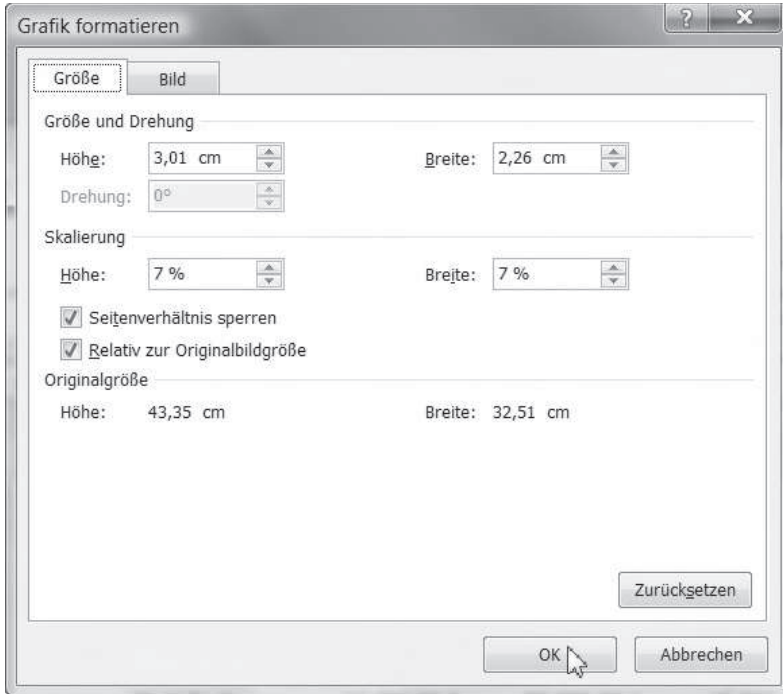 Grafik formatieren
Größe Bild
Größe und Drehung
Höhe: 3,01 cm Breite: 2,26 cm
Drehung: 0°
Skalierung
Höhe: 7 % Breite: 7 %
Seitenverhältnis sperren
Relativ zur Originalbildgröße
Originalgröße
Höhe: 43,35 cm Breite: 32,51 cm
Zurücksetzen
OK Abbrechen